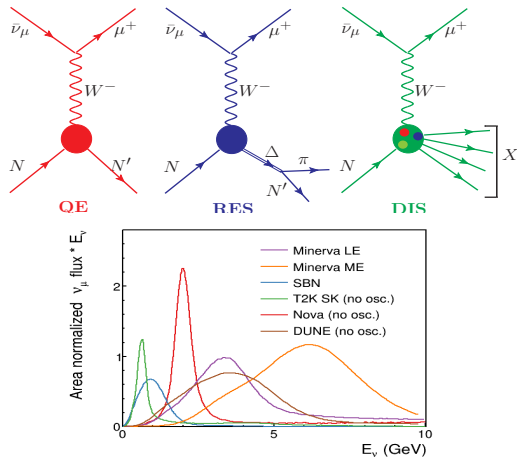 ν̄μ μ+ ν̄μ μ+ ν̄μ μ+
W− W− W−
N N′ N Δ π N′ N X
QE RES DIS
Area normalized νμ flux * Eν
2
1
0
Minerva LE
Minerva ME
SBN
T2K SK (no osc.)
Nova (no osc.)
DUNE (no osc.)
0 5 10
Eν (GeV)